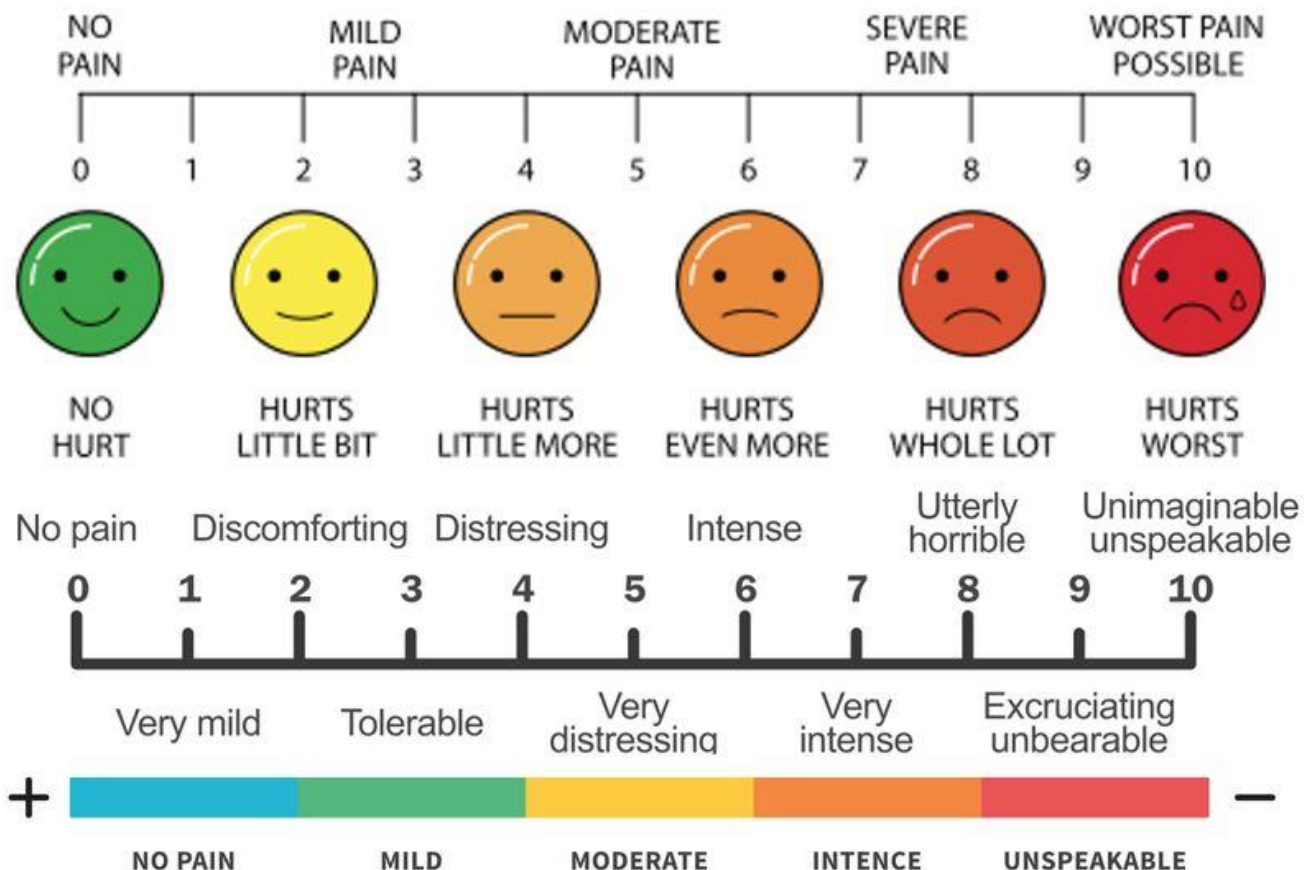 NO PAIN
MILD PAIN
MODERATE PAIN
SEVERE PAIN
WORST PAIN POSSIBLE
0 1 2 3 4 5 6 7 8 9 10
NO HURT
HURTS LITTLE BIT
HURTS LITTLE MORE
HURTS EVEN MORE
HURTS WHOLE LOT
HURTS WORST
No pain
Discomforting
Distressing
Intense
Utterly horrible
Unimaginable unspeakable
0 1 2 3 4 5 6 7 8 9 10
Very mild
Tolerable
Very distressing
Very intense
Excruciating unbearable
+ −
NO PAIN MILD MODERATE INTENCE UNSPEAKABLE